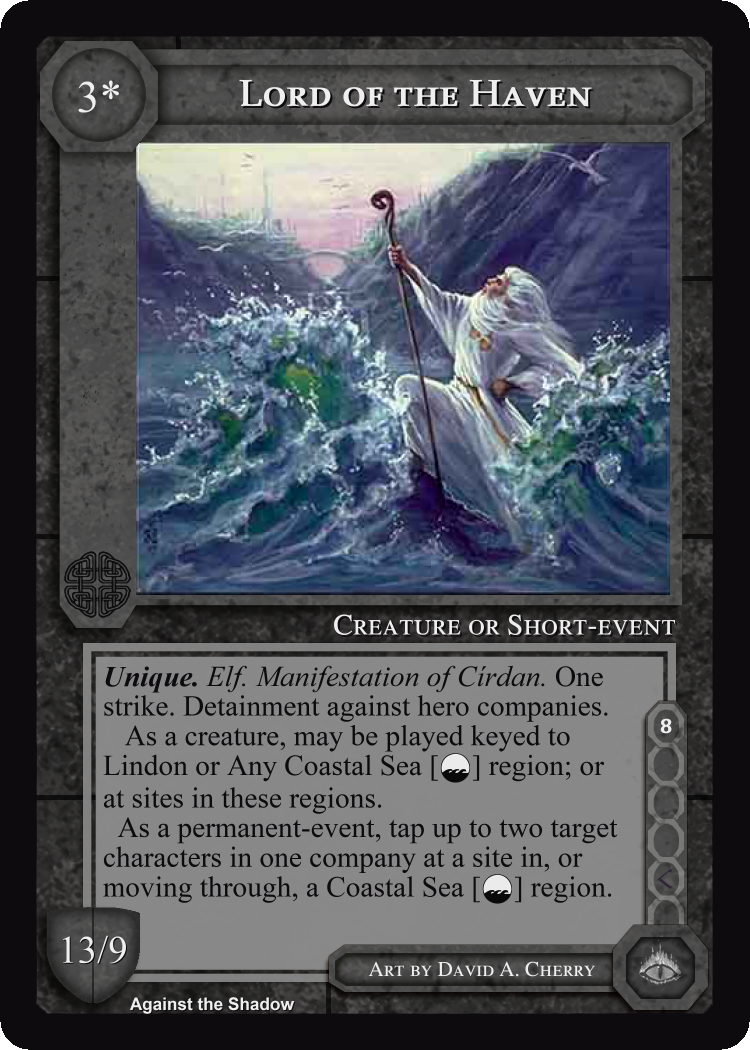 3*
Lord of the Haven
Creature or Short-event
Unique. Elf. Manifestation of Círdan. One
strike. Detainment against hero companies.
As a creature, may be played keyed to
Lindon or Any Coastal Sea [ ] region; or
at sites in these regions.
As a permanent-event, tap up to two target
characters in one company at a site in, or
moving through, a Coastal Sea [ ] region.
8
13/9
Art by David A. Cherry
Against the Shadow